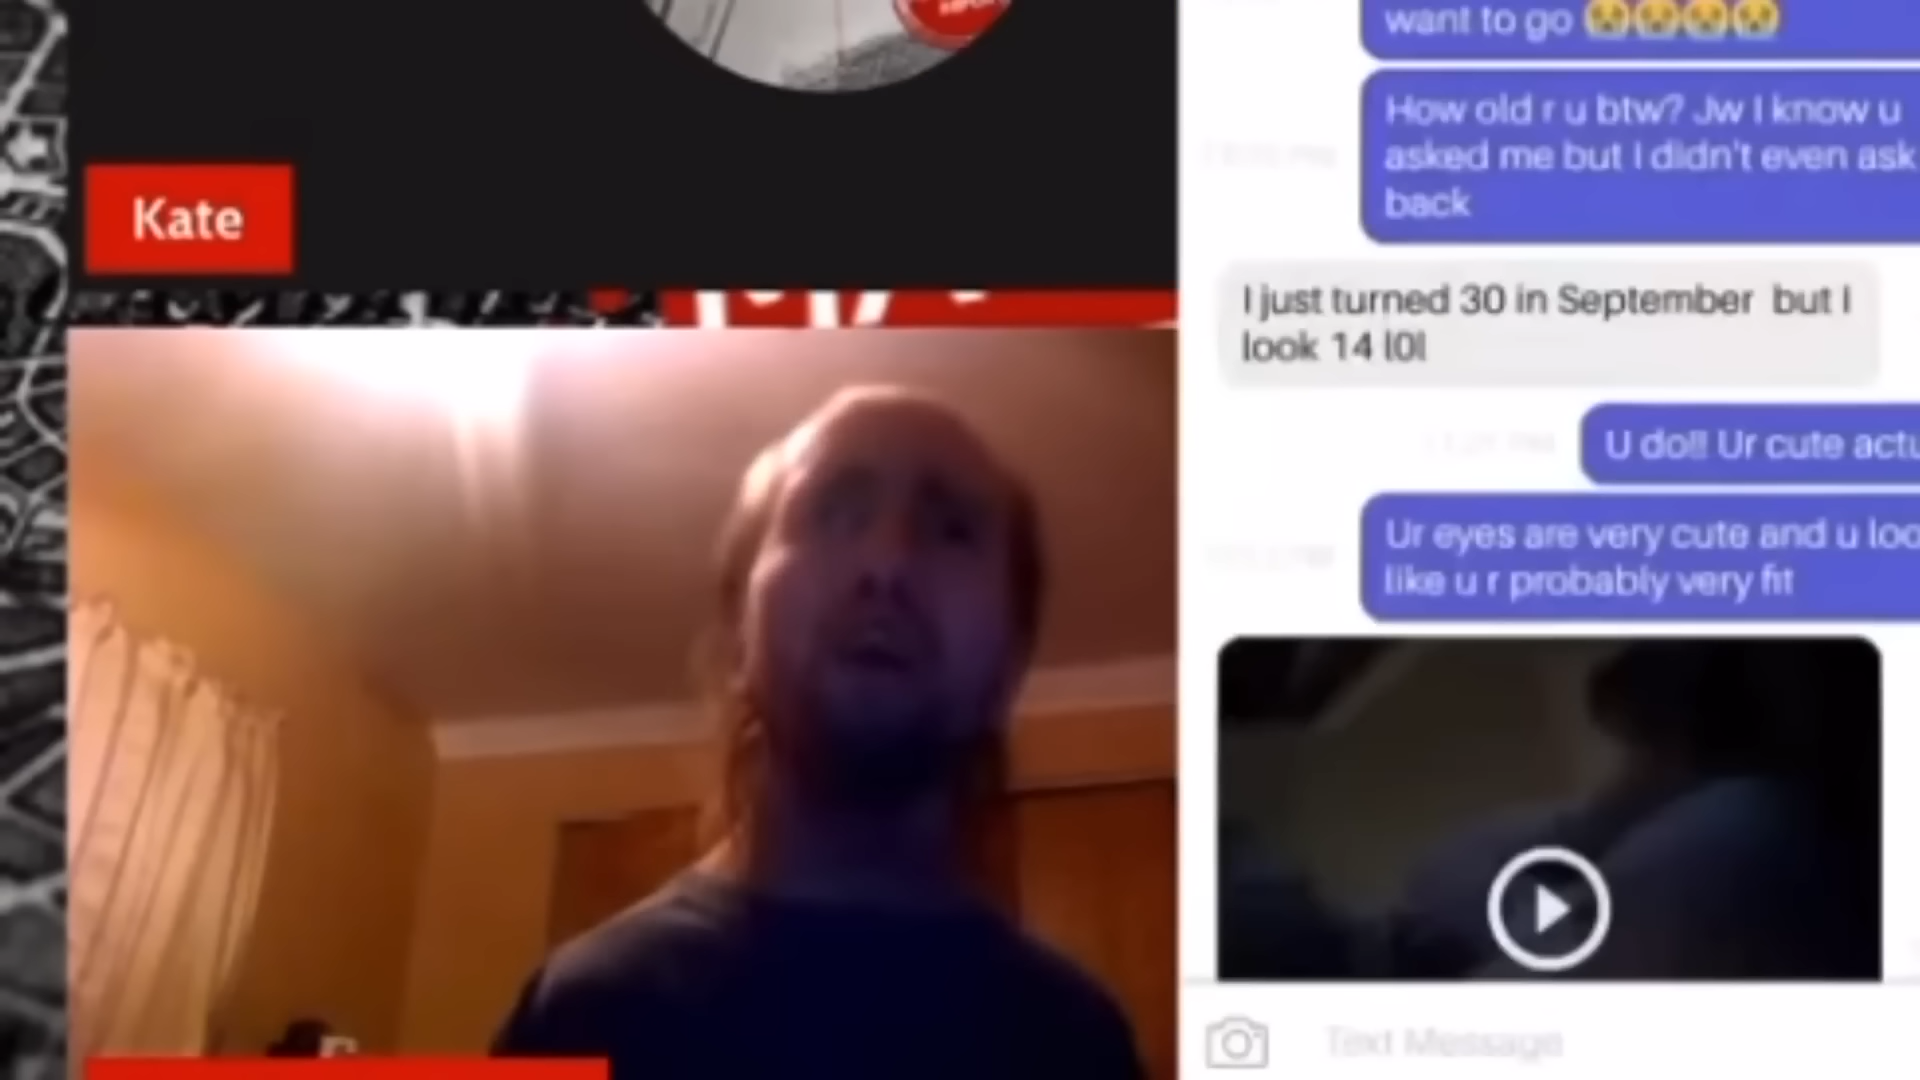 Kate
want to go 😢😢😢😢
How old r u btw? Jw I know u
asked me but I didn't even ask
back
I just turned 30 in September but I
look 14 l0l
U do!! Ur cute actu
Ur eyes are very cute and u loo
like u r probably very fit
Text Message